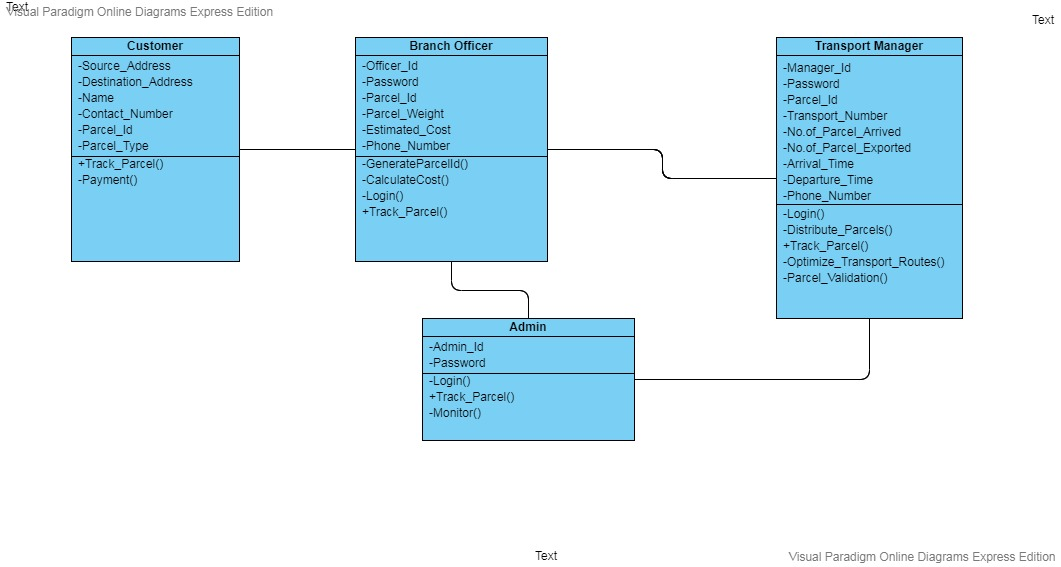 Text
Visual Paradigm Online Diagrams Express Edition
Text
Customer
-Source_Address
-Destination_Address
-Name
-Contact_Number
-Parcel_Id
-Parcel_Type
+Track_Parcel()
-Payment()
Branch Officer
-Officer_Id
-Password
-Parcel_Id
-Parcel_Weight
-Estimated_Cost
-Phone_Number
-GenerateParcelId()
-CalculateCost()
-Login()
+Track_Parcel()
Transport Manager
-Manager_Id
-Password
-Parcel_Id
-Transport_Number
-No.of_Parcel_Arrived
-No.of_Parcel_Exported
-Arrival_Time
-Departure_Time
-Phone_Number
-Login()
-Distribute_Parcels()
+Track_Parcel()
-Optimize_Transport_Routes()
-Parcel_Validation()
Admin
-Admin_Id
-Password
-Login()
+Track_Parcel()
-Monitor()
Text
Visual Paradigm Online Diagrams Express Edition